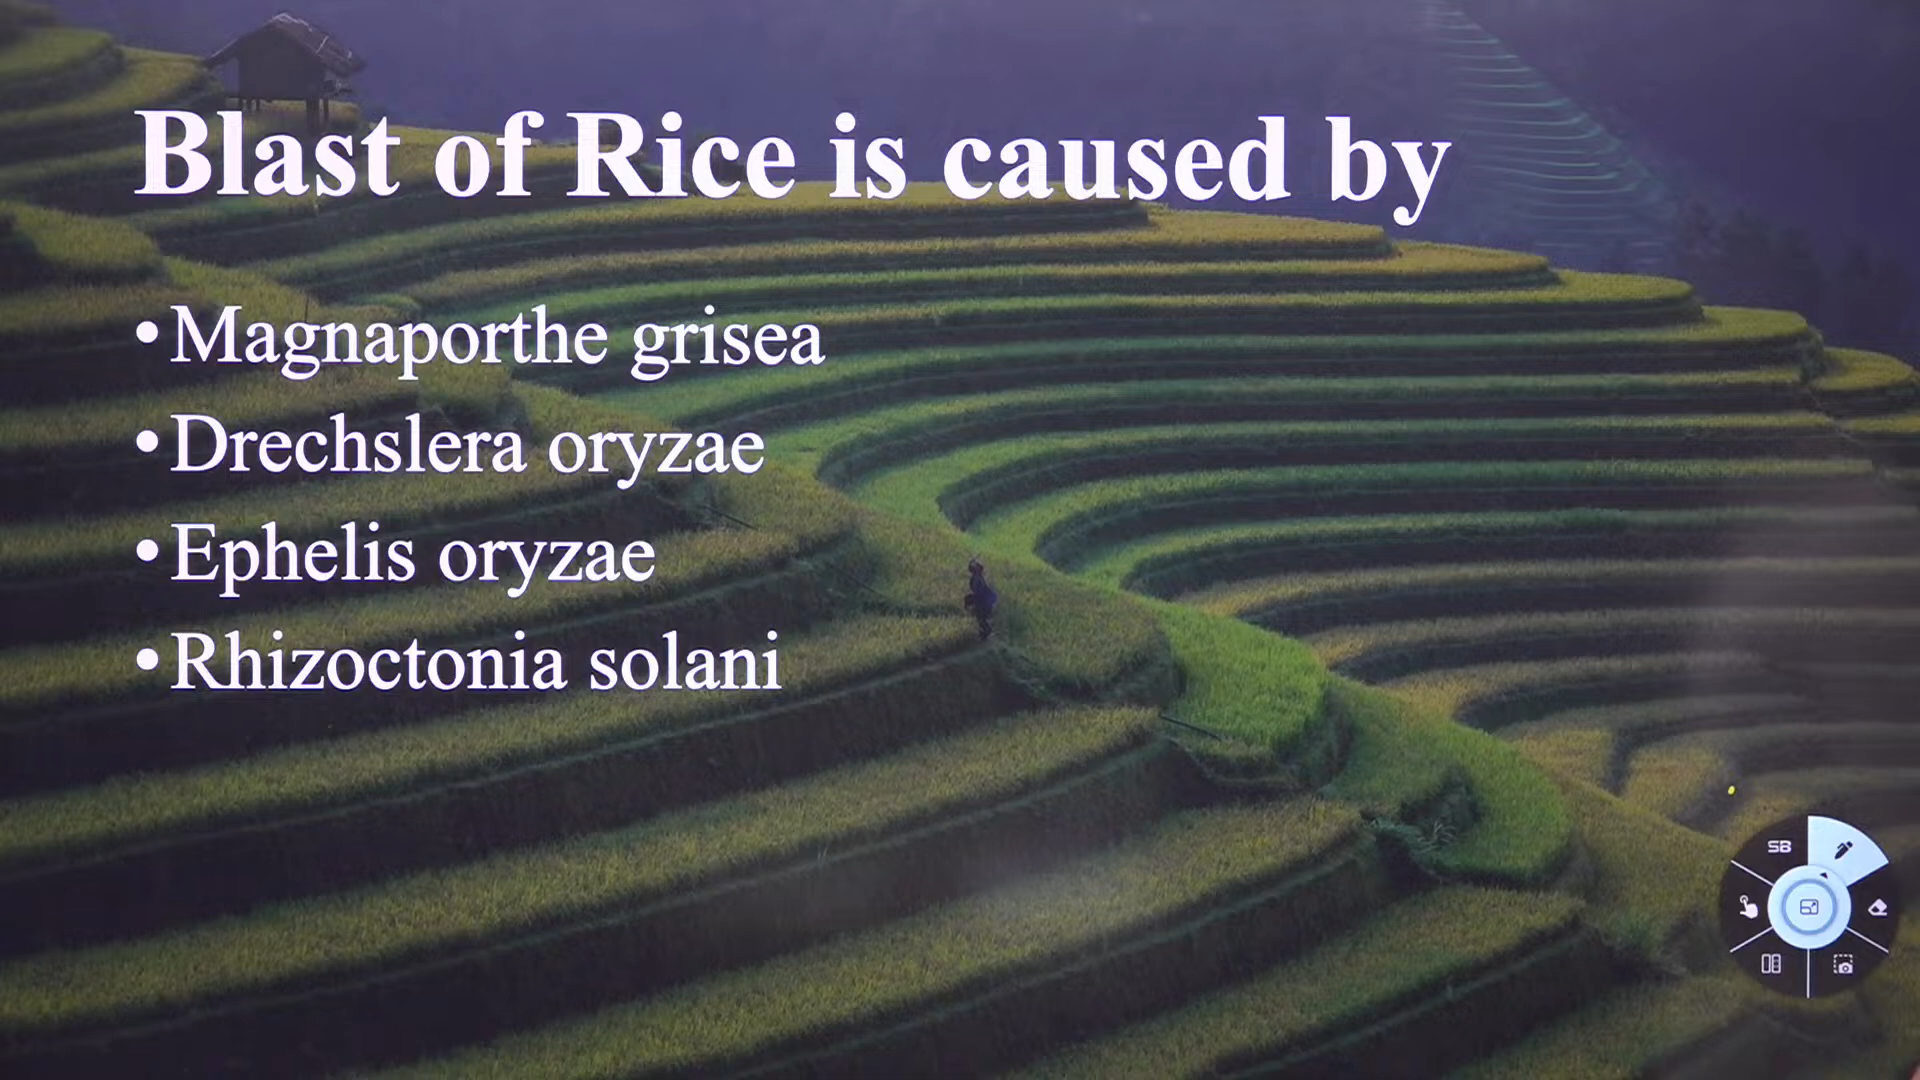 Blast of Rice is caused by
• Magnaporthe grisea
• Drechslera oryzae
• Ephelis oryzae
• Rhizoctonia solani
SB